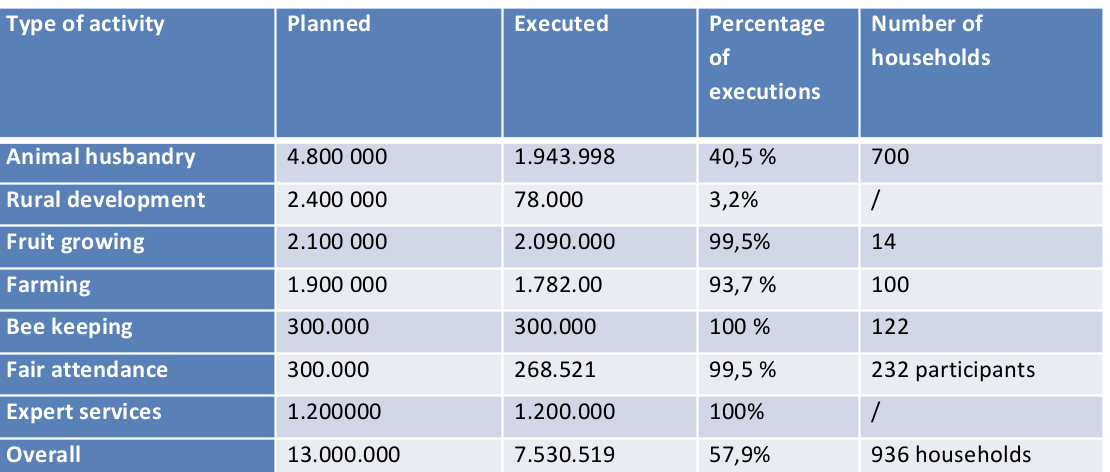 Type of activity Planned Executed Percentage of executions Number of households
Animal husbandry 4.800 000 1.943.998 40,5 % 700
Rural development 2.400 000 78.000 3,2% /
Fruit growing 2.100 000 2.090.000 99,5% 14
Farming 1.900 000 1.782.00 93,7 % 100
Bee keeping 300.000 300.000 100 % 122
Fair attendance 300.000 268.521 99,5 % 232 participants
Expert services 1.200000 1.200.000 100% /
Overall 13.000.000 7.530.519 57,9% 936 households